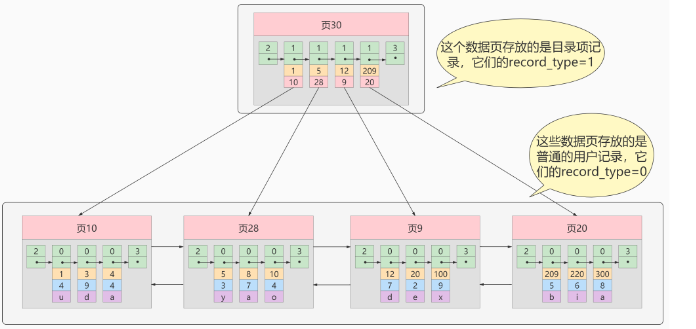 页30
2 1 1 1 1 3
1 5 12 209
10 28 9 20
这个数据页存放的是目录项记
录，它们的record_type=1
这些数据页存放的是
普通的用户记录，它
们的record_type=0
页10 页28 页9 页20
2 0 0 0 3 2 0 0 0 3 2 0 0 0 3 2 0 0 0 3
1 3 4 5 8 10 12 20 100 209 220 300
4 9 4 3 7 4 7 2 9 5 6 8
u d a y a o d e x b i a